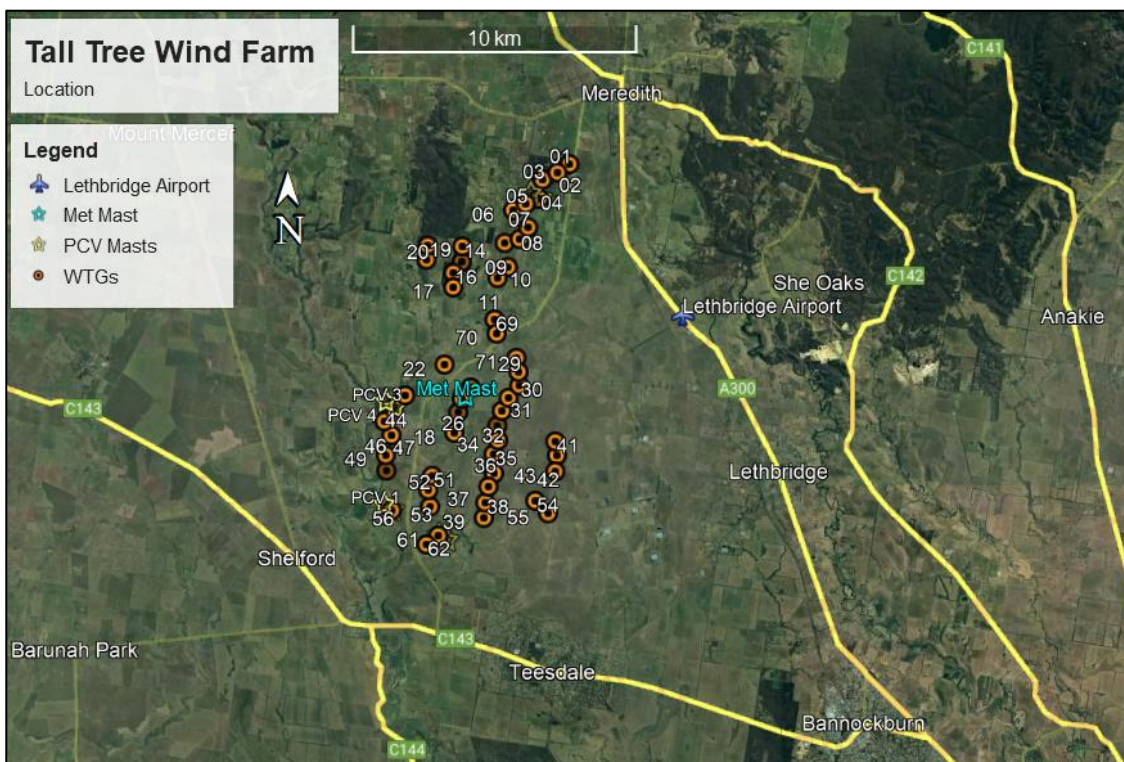 Tall Tree Wind Farm
Location
Legend
Lethbridge Airport
Met Mast
PCV Masts
WTGs
10 km
N
Mount Mercer
Meredith
C141
01
03
02
05
04
06
07
08
20
19
14
09
16
10
17
11
69
70
She Oaks
C142
Lethbridge Airport
Anakie
22
71
29
Met Mast
30
PCV 3
PCV 4
44
31
26
A300
C143
18
32
34
46
47
49
35
41
36
43
42
Lethbridge
52
51
37
PCV 1
56
53
38
54
55
39
61
62
Shelford
C143
Barunah Park
Teesdale
Bannockburn
C144